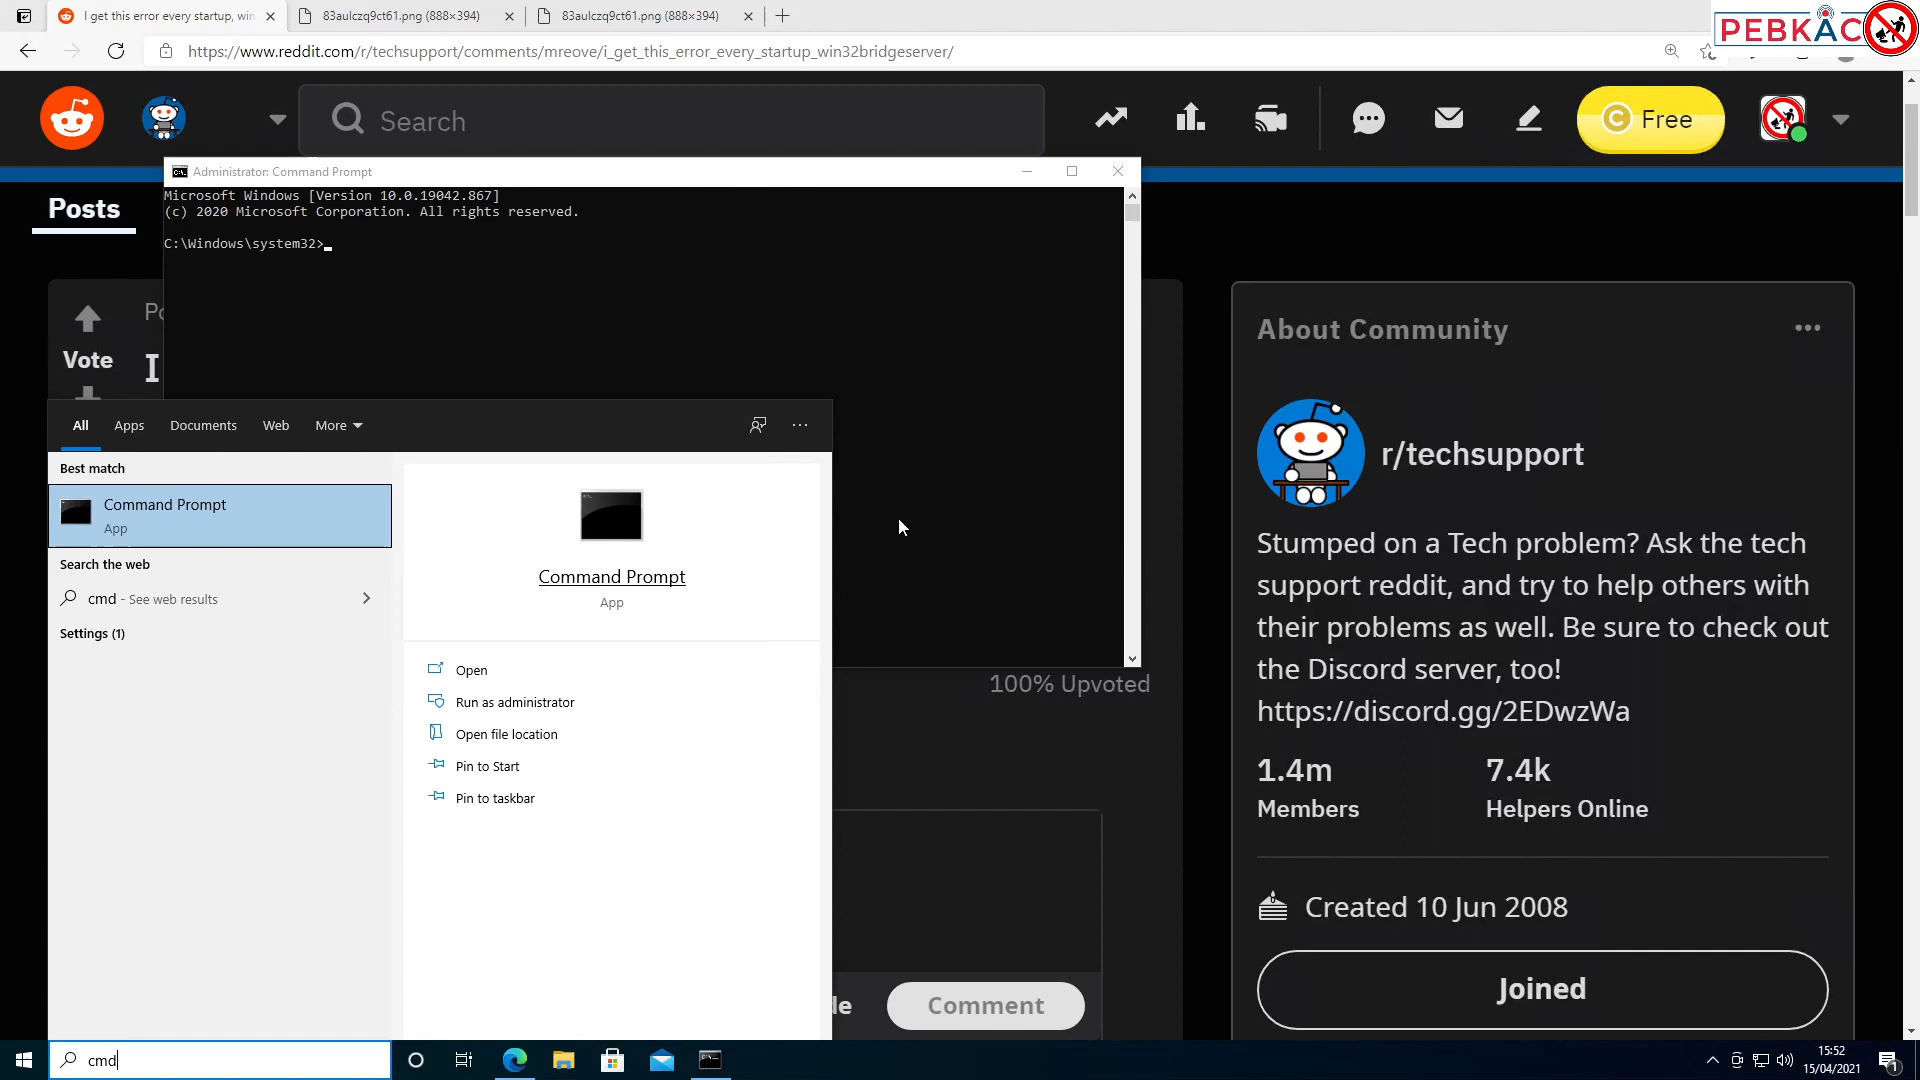 I get this error every startup, win
83aulczq9ct61.png (888×394)
83aulczq9ct61.png (888×394)
PEBKAC
https://www.reddit.com/r/techsupport/comments/mreove/i_get_this_error_every_startup_win32bridgeserver/
Search
Free
Administrator: Command Prompt
Microsoft Windows [Version 10.0.19042.867]
(c) 2020 Microsoft Corporation. All rights reserved.
C:\Windows\system32>
Posts
Po
Vote
I
All
Apps
Documents
Web
More
Best match
Command Prompt
App
Search the web
cmd - See web results
Settings (1)
Command Prompt
App
Open
Run as administrator
Open file location
Pin to Start
Pin to taskbar
100% Upvoted
de
Comment
About Community
r/techsupport
Stumped on a Tech problem? Ask the tech
support reddit, and try to help others with
their problems as well. Be sure to check out
the Discord server, too!
https://discord.gg/2EDwzWa
1.4m
Members
7.4k
Helpers Online
Created 10 Jun 2008
Joined
cmd
15:52
15/04/2021
1